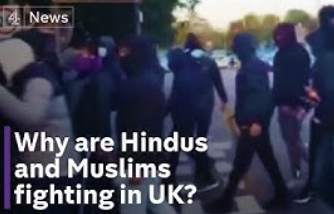 4 News
Why are Hindus
and Muslims
fighting in UK?